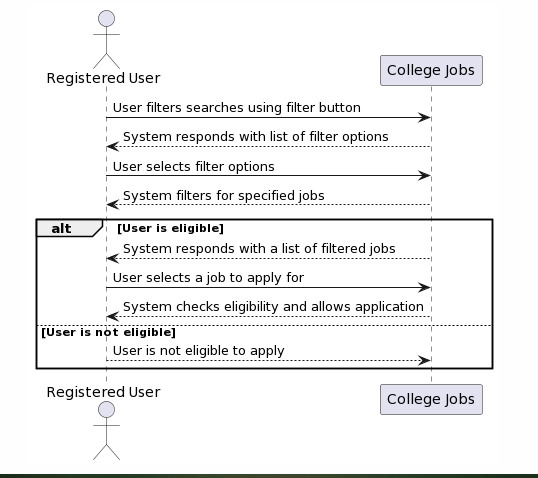 Registered User
College Jobs
User filters searches using filter button
System responds with list of filter options
User selects filter options
System filters for specified jobs
alt [User is eligible]
System responds with a list of filtered jobs
User selects a job to apply for
System checks eligibility and allows application
[User is not eligible]
User is not eligible to apply
Registered User
College Jobs